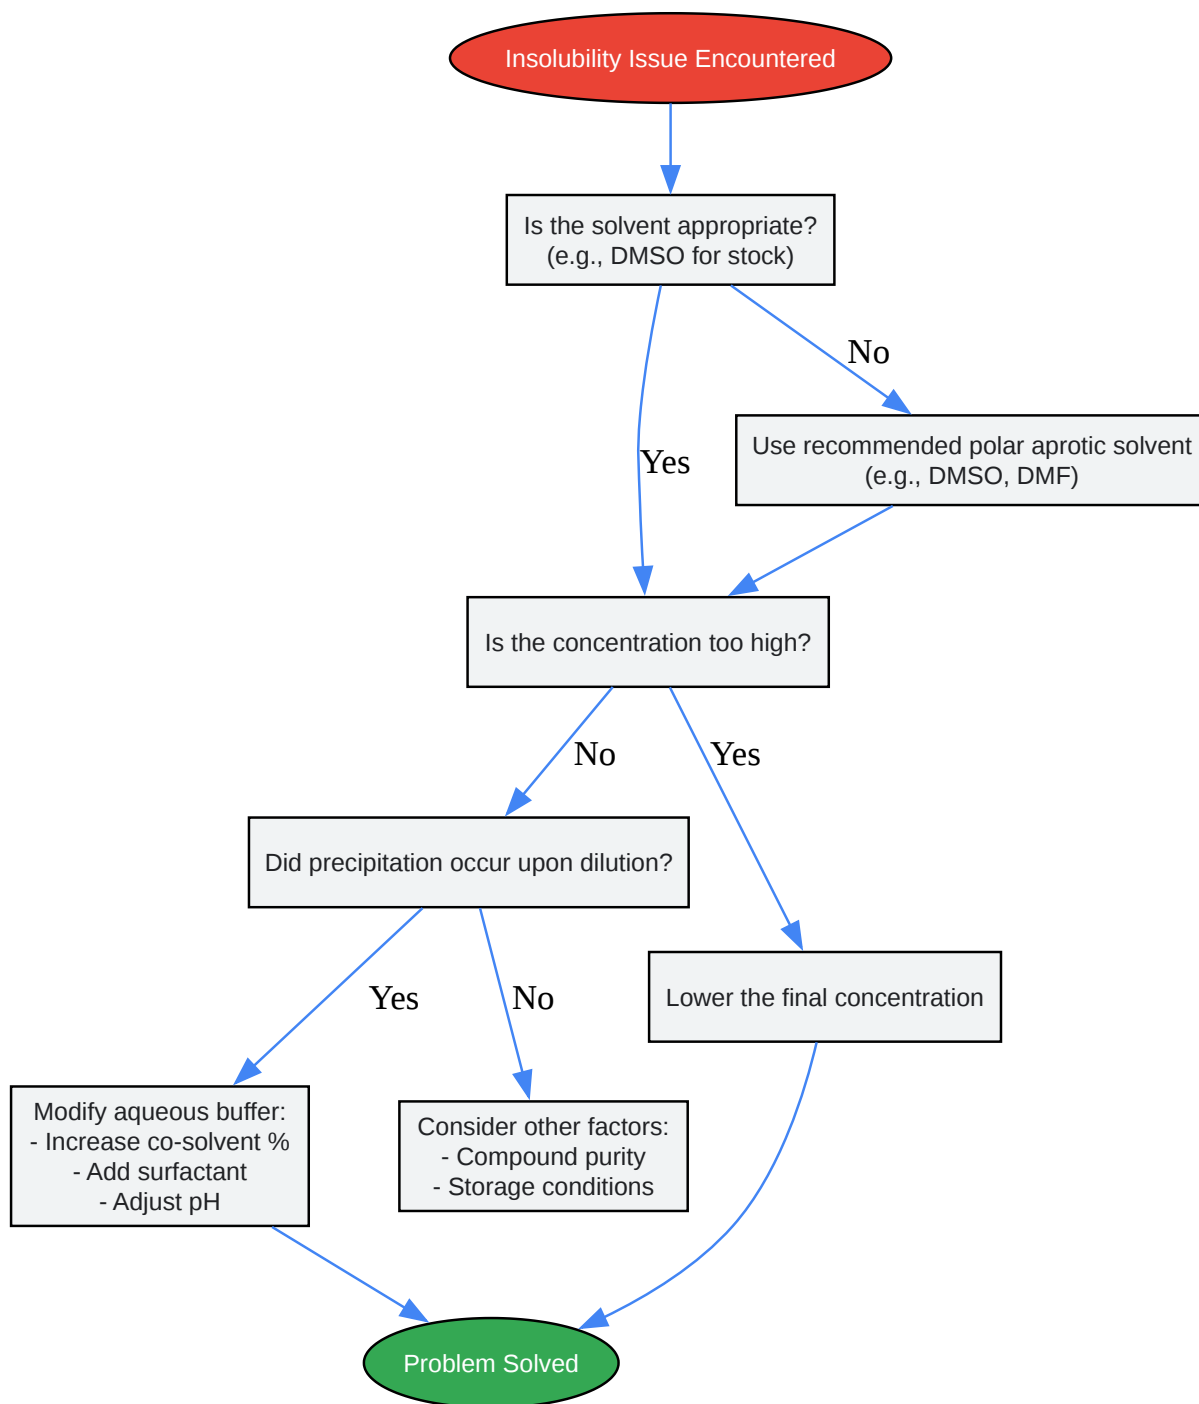 Insolubility Issue Encountered
Is the solvent appropriate?
(e.g., DMSO for stock)
No
Use recommended polar aprotic solvent
(e.g., DMSO, DMF)
Yes
Is the concentration too high?
No
Yes
Did precipitation occur upon dilution?
Yes
No
Lower the final concentration
Modify aqueous buffer:
- Increase co-solvent %
- Add surfactant
- Adjust pH
Consider other factors:
- Compound purity
- Storage conditions
Problem Solved